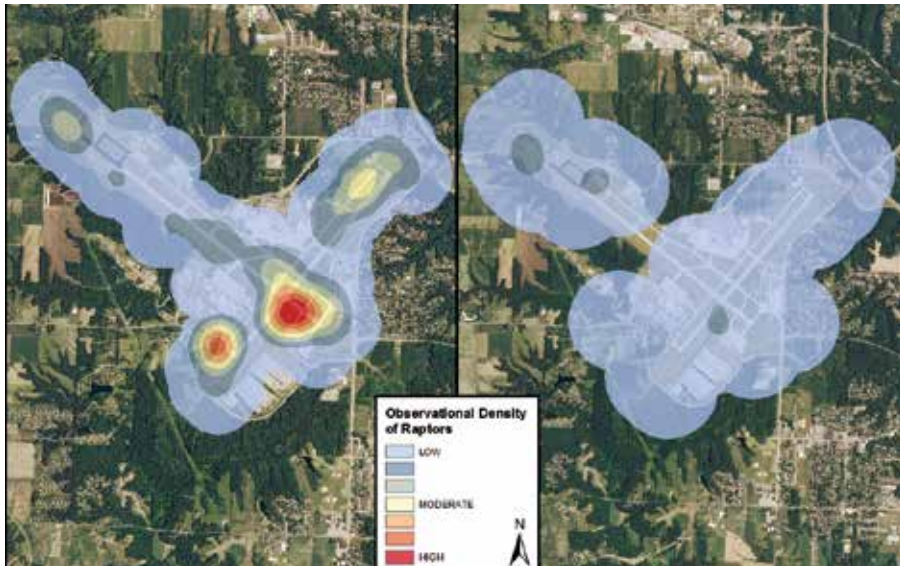 Observational Density
of Raptors
LOW
MODERATE
HIGH
N